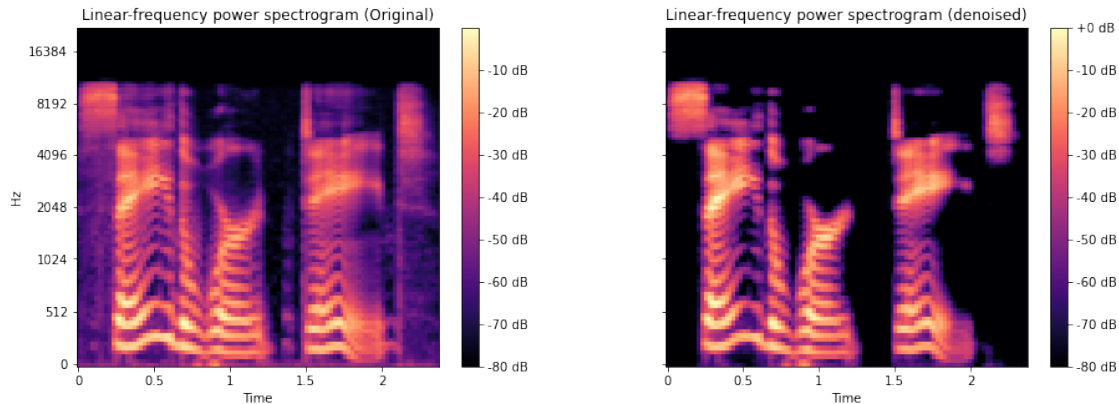 Linear-frequency power spectrogram (Original)
16384
8192
4096
2048
1024
512
0
Hz
0
0.5
1
1.5
2
Time
-10 dB
-20 dB
-30 dB
-40 dB
-50 dB
-60 dB
-70 dB
-80 dB
Linear-frequency power spectrogram (denoised)
0
0.5
1
1.5
2
Time
+0 dB
-10 dB
-20 dB
-30 dB
-40 dB
-50 dB
-60 dB
-70 dB
-80 dB